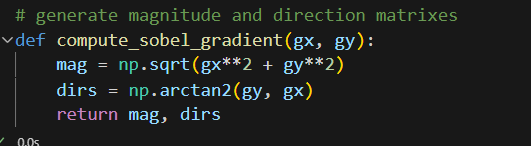 # generate magnitude and direction matrixes
def compute_sobel_gradient(gx, gy):
    mag = np.sqrt(gx**2 + gy**2)
    dirs = np.arctan2(gy, gx)
    return mag, dirs
0.0s